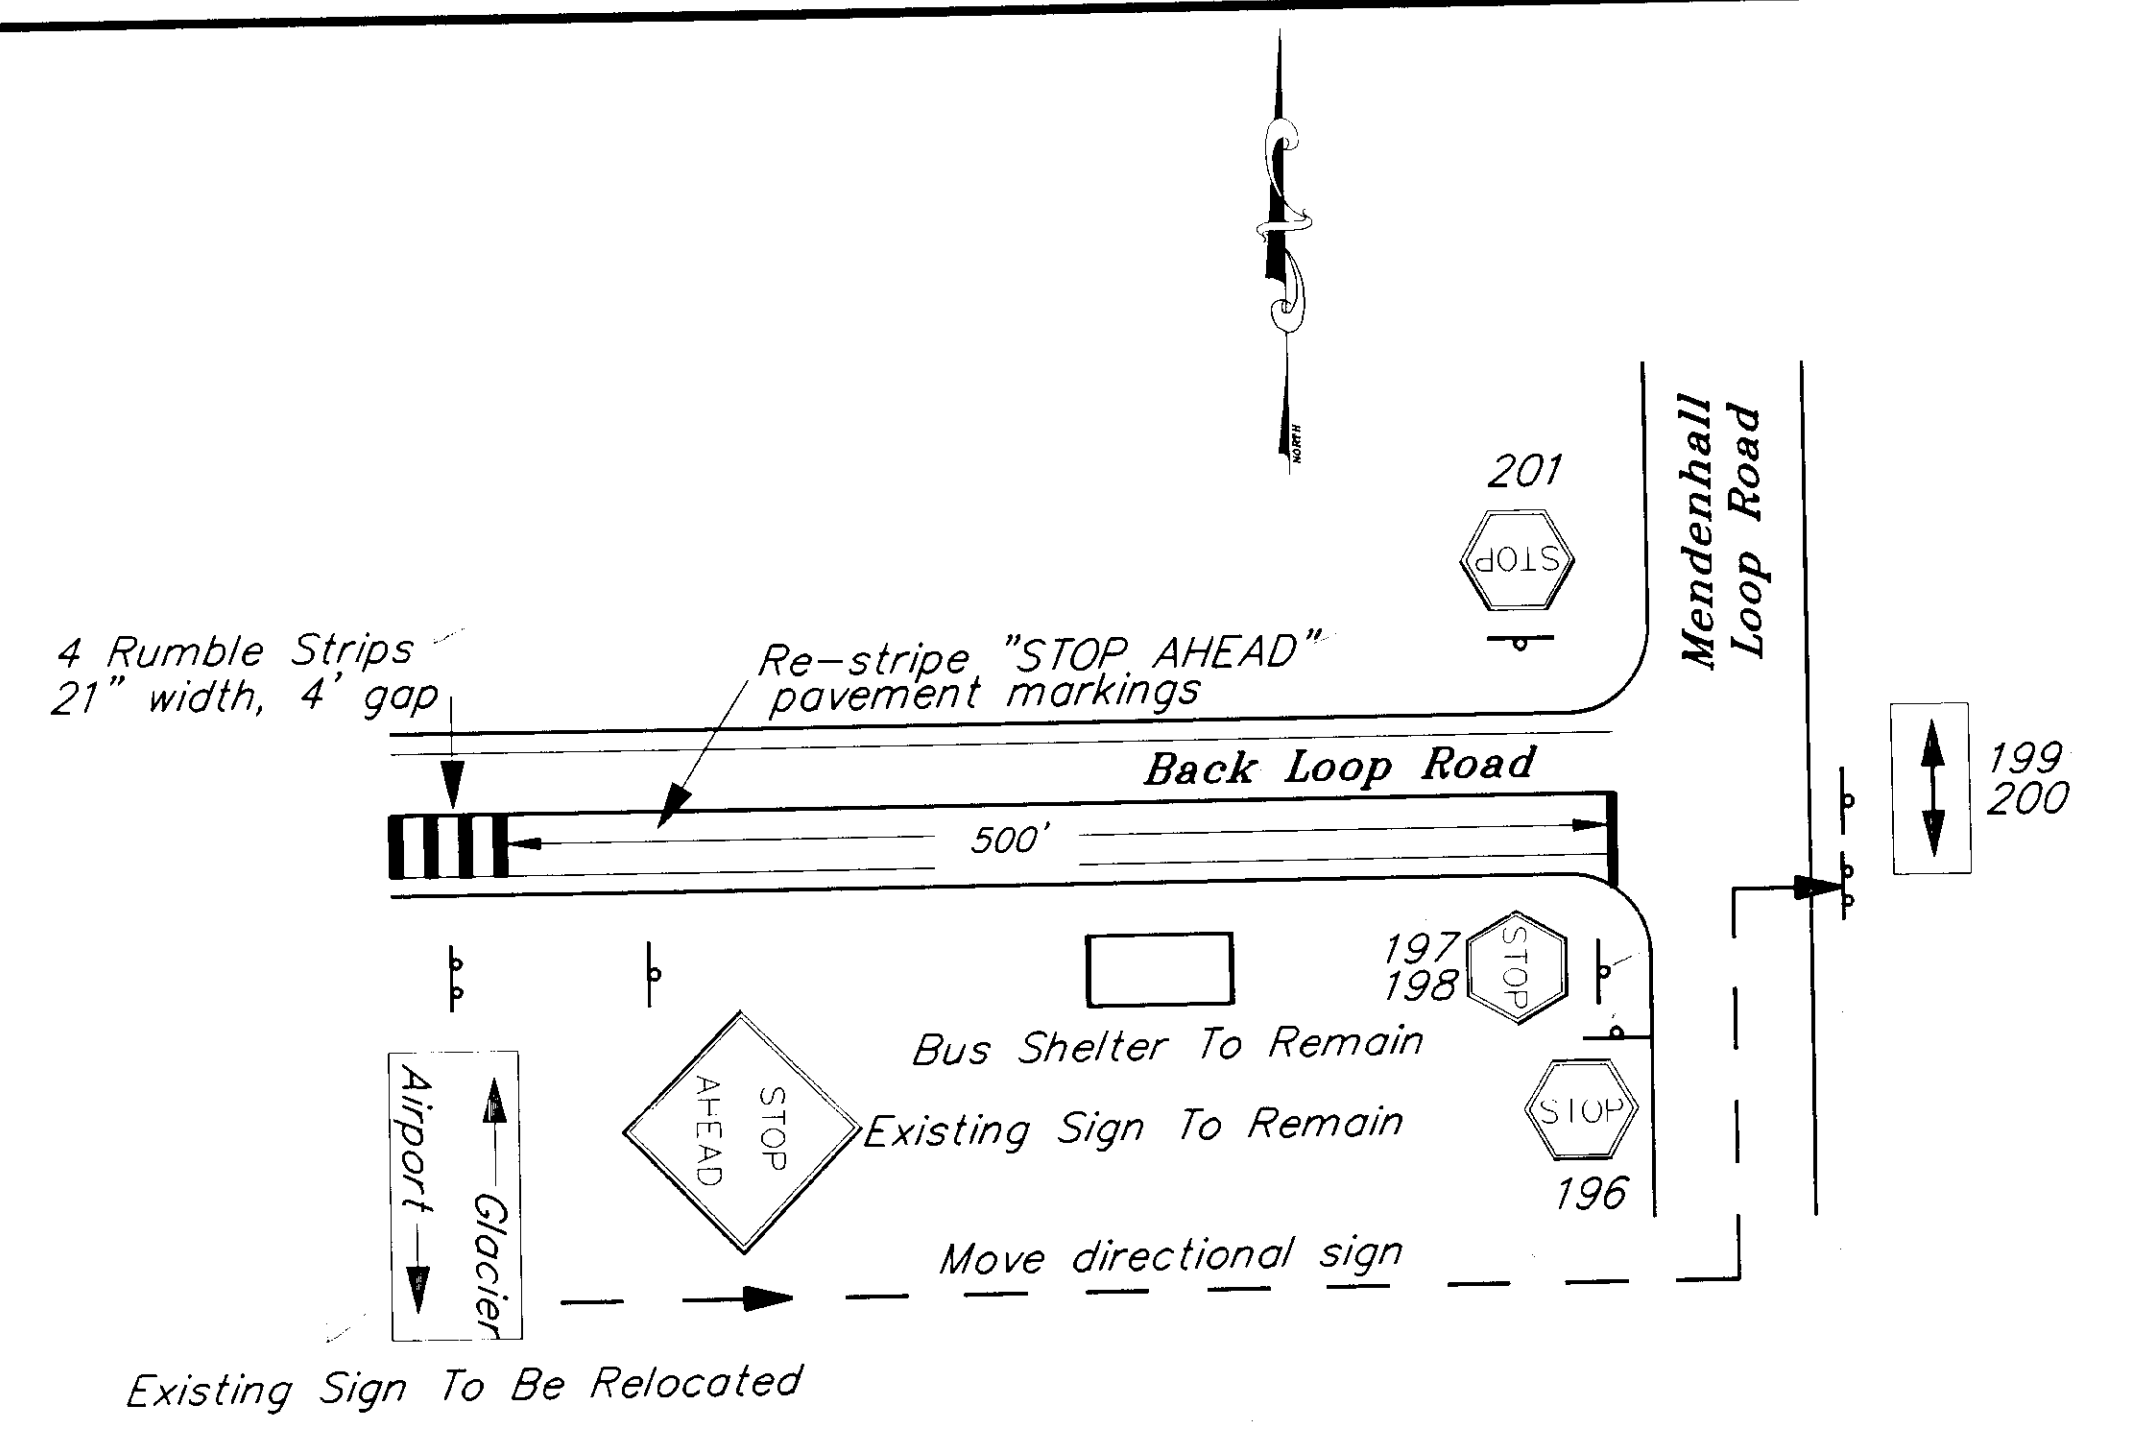 NORTH
201
STOP
Mendenhall
Loop Road
4 Rumble Strips
21" width, 4' gap
Re-stripe "STOP AHEAD"
pavement markings
Back Loop Road
199
200
500'
197
198
STOP
Bus Shelter To Remain
Airport
Glacier
STOP
AHEAD
Existing Sign To Remain
STOP
196
Move directional sign
Existing Sign To Be Relocated